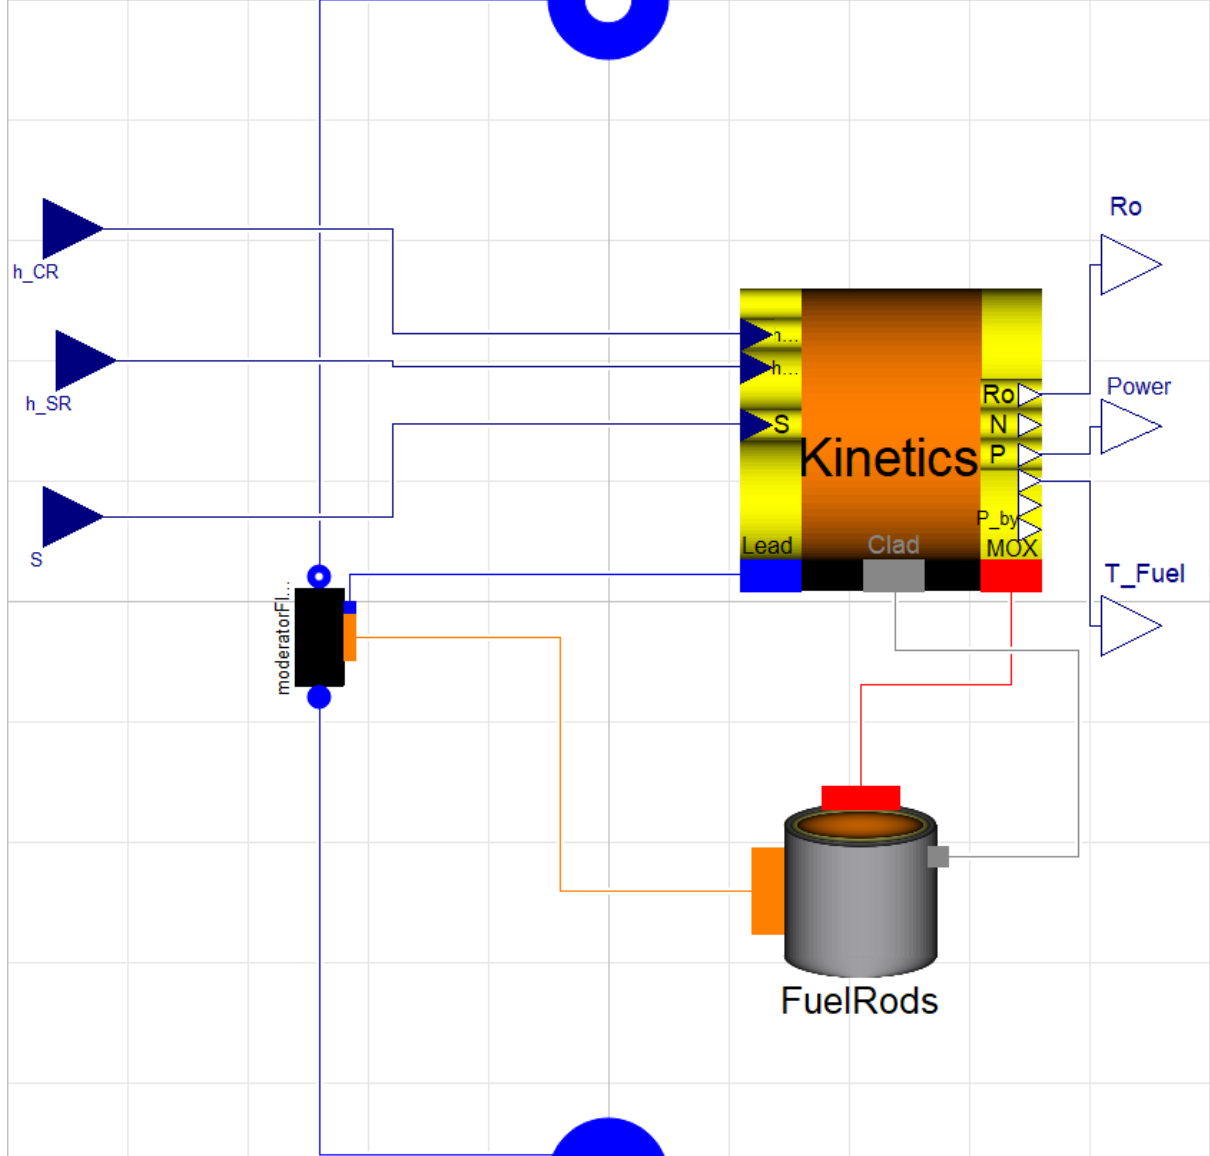 Ro
h_CR
n...
h...
h_SR
Ro
Power
S
N
Kinetics
P
P_by
S
Lead
Clad
MOX
T_Fuel
moderatorFl...
FuelRods